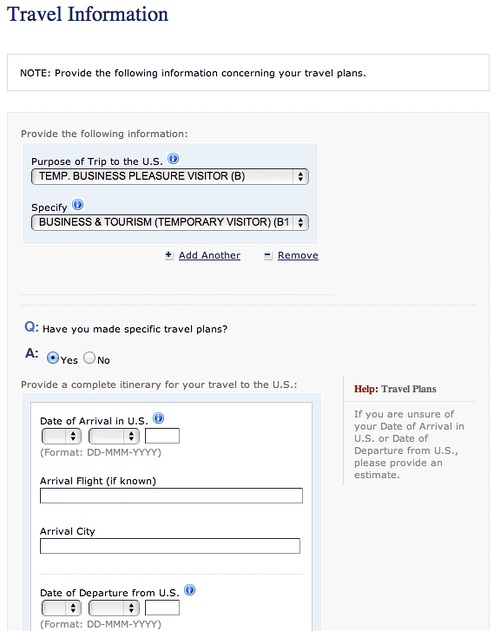 Travel Information
NOTE: Provide the following information concerning your travel plans.
Provide the following information:
Purpose of Trip to the U.S.
TEMP. BUSINESS PLEASURE VISITOR (B)
Specify
BUSINESS & TOURISM (TEMPORARY VISITOR) (B1
Add Another
Remove
Q: Have you made specific travel plans?
A: Yes No
Provide a complete itinerary for your travel to the U.S.:
Date of Arrival in U.S.
(Format: DD-MMM-YYYY)
Arrival Flight (if known)
Arrival City
Date of Departure from U.S.
(Format: DD-MMM-YYYY)
Help: Travel Plans
If you are unsure of
your Date of Arrival in
U.S. or Date of
Departure from U.S.,
please provide an
estimate.